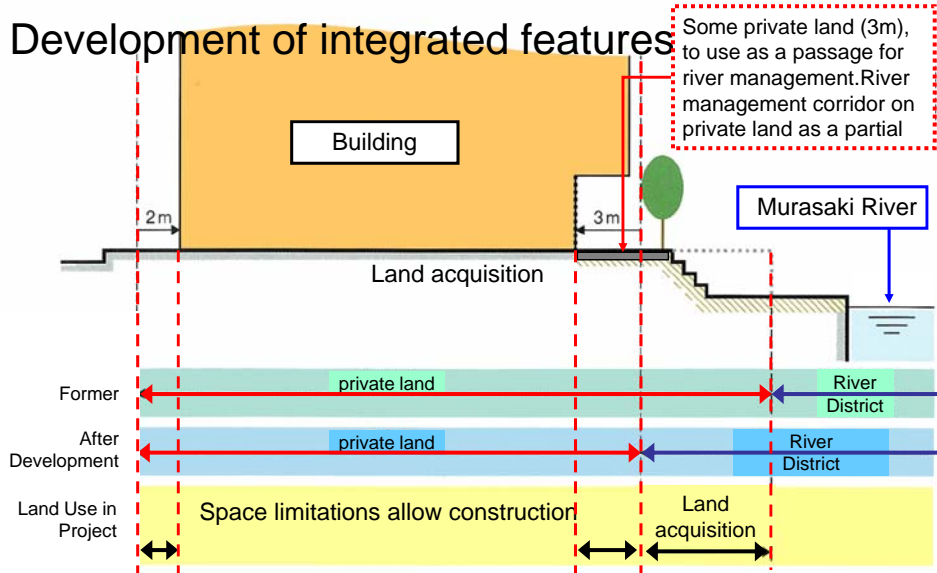 Development of integrated features
Some private land (3m),
to use as a passage for
river management.River
management corridor on
private land as a partial
Building
Murasaki River
2m
3m
Land acquisition
Former
private land
River
District
After
Development
private land
River
District
Land Use in
Project
Space limitations allow construction
Land
acquisition